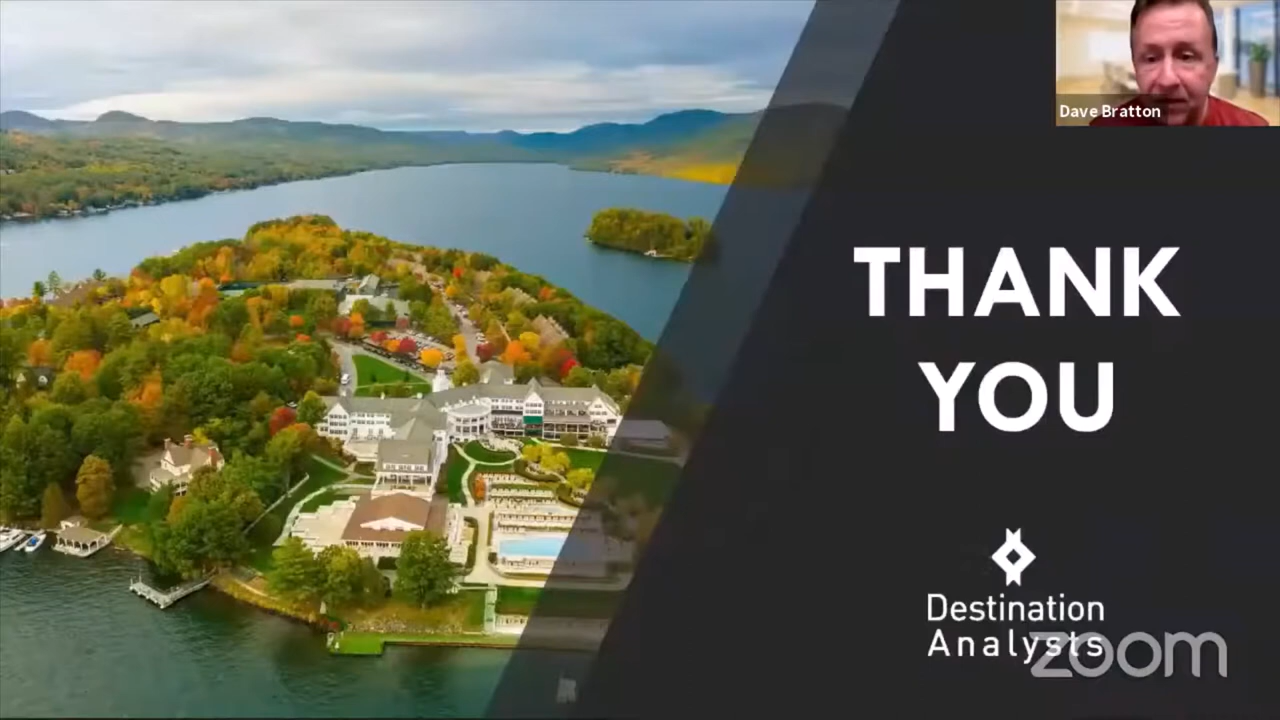 Dave Bratton
THANK
YOU
Destination
Analysts
zoom